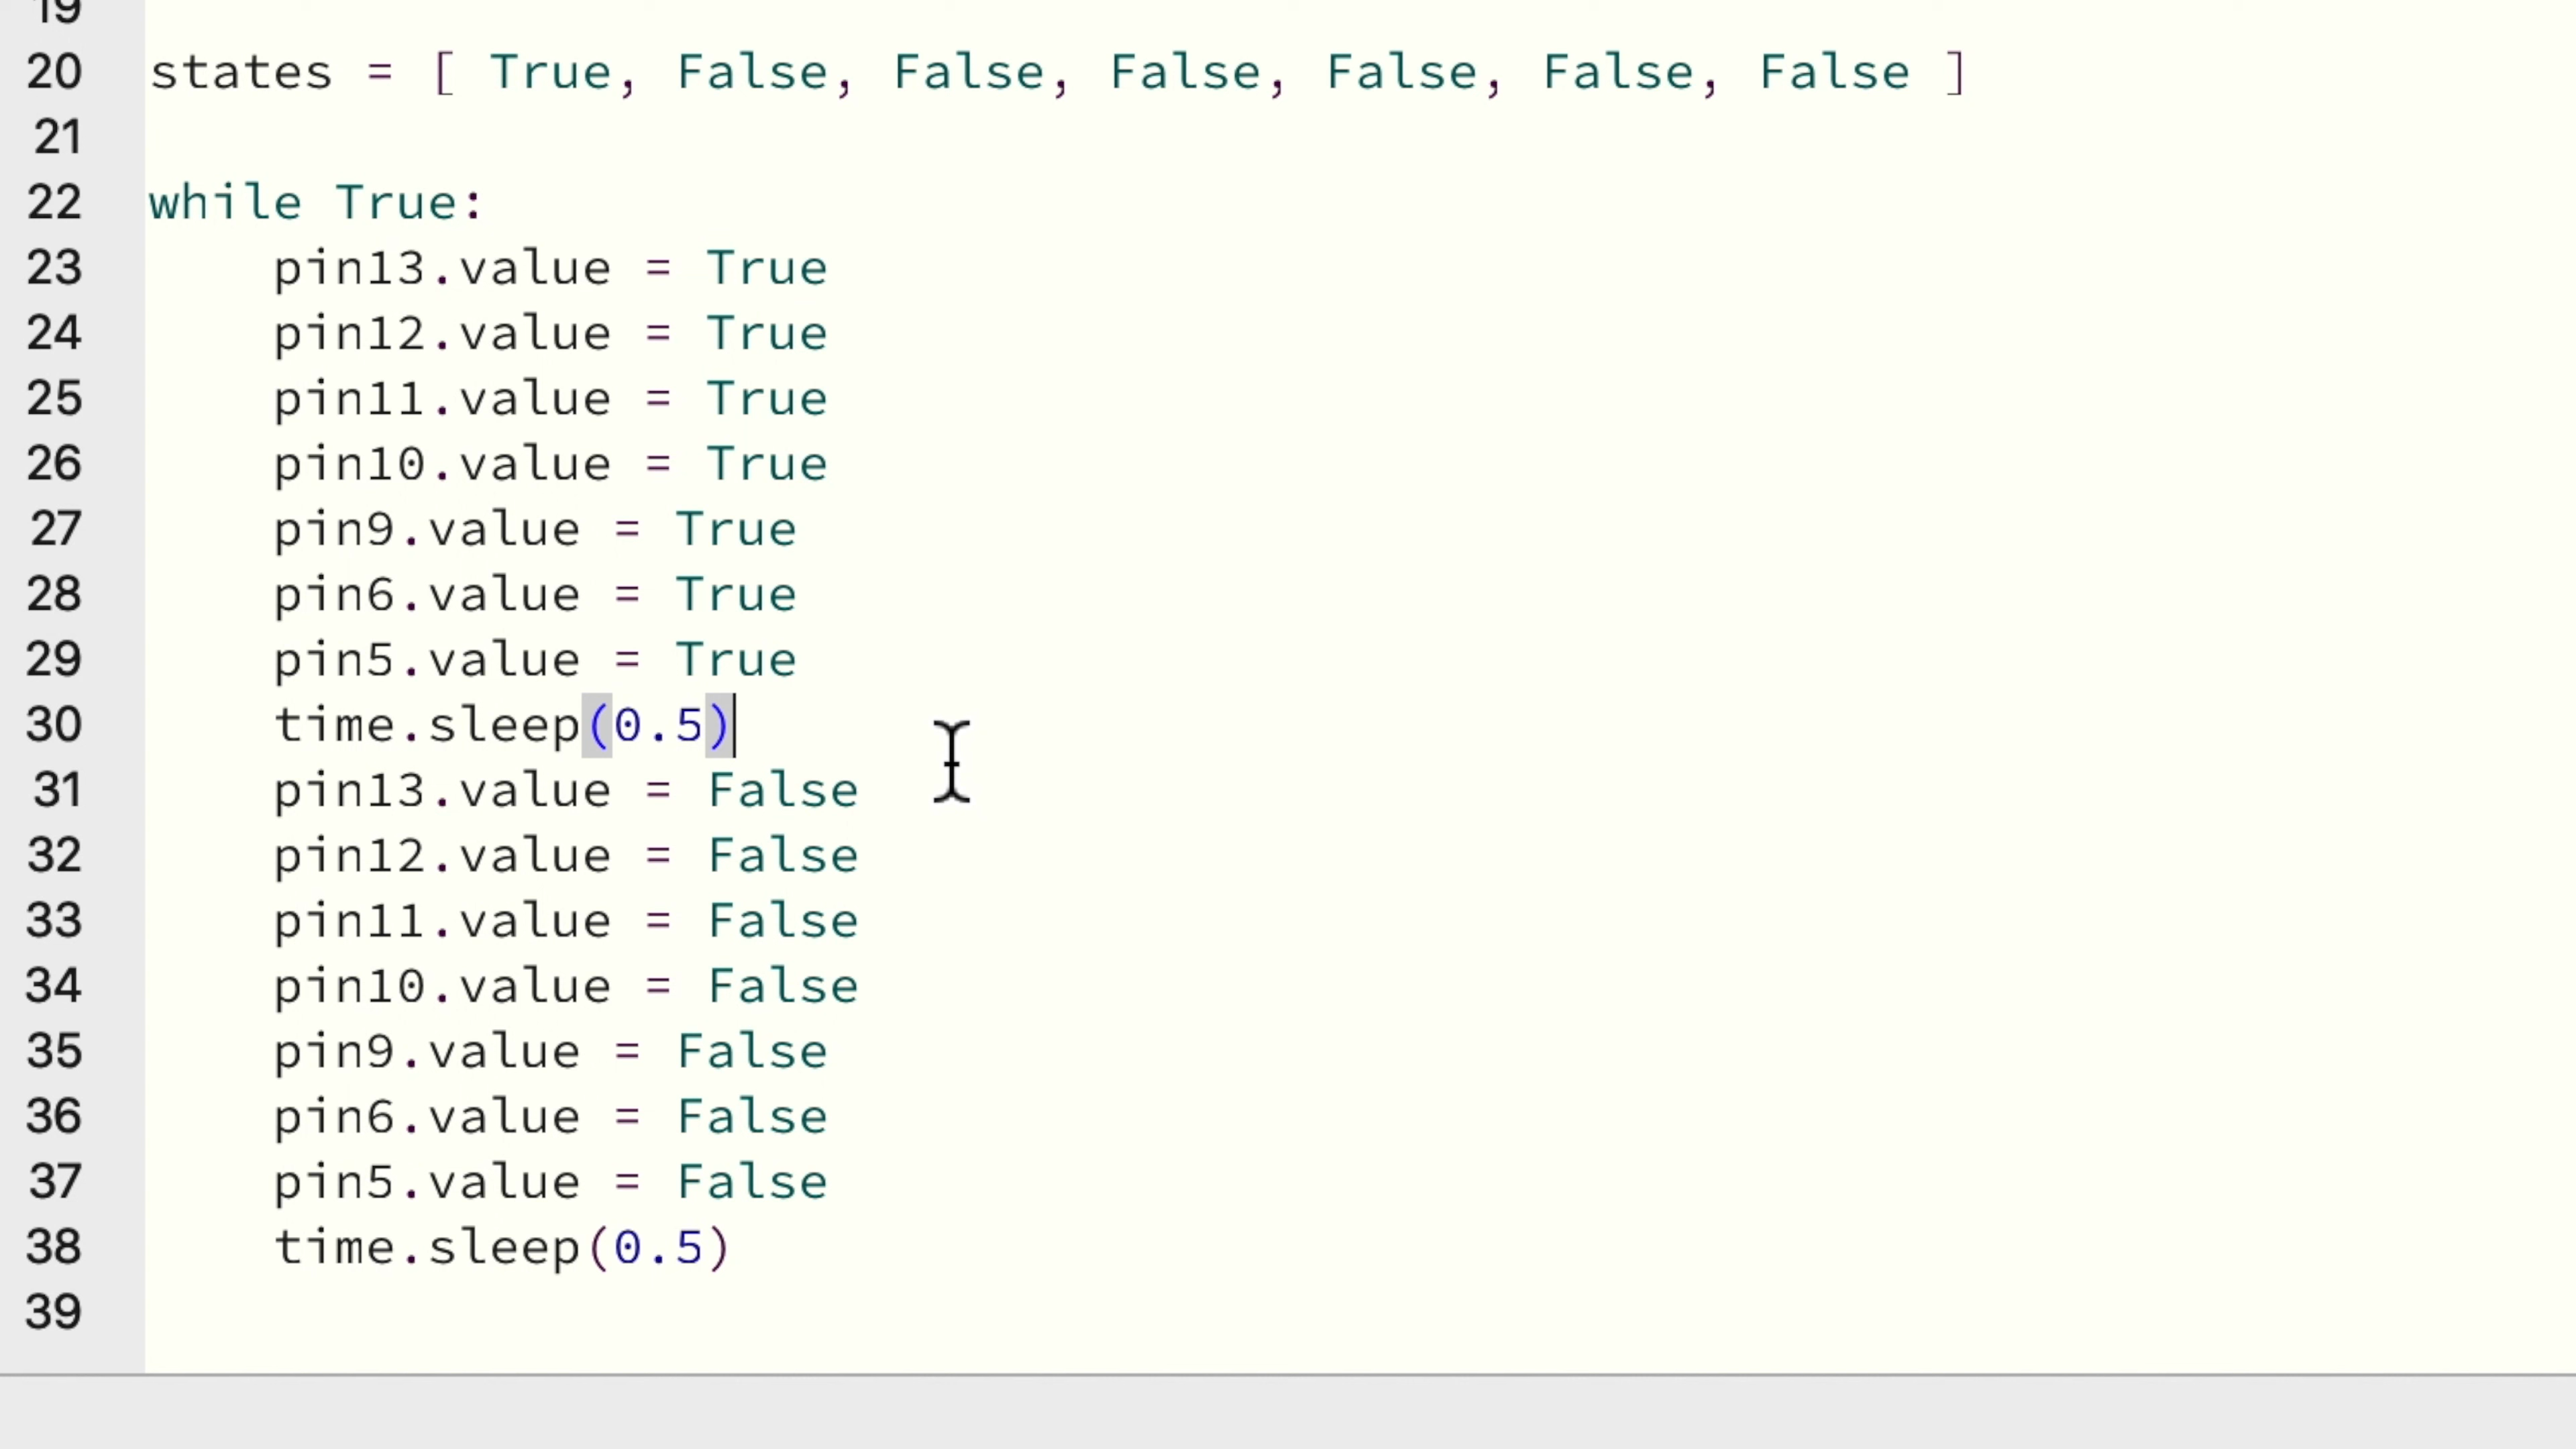 19
20 states = [ True, False, False, False, False, False, False ]
21
22 while True:
23     pin13.value = True
24     pin12.value = True
25     pin11.value = True
26     pin10.value = True
27     pin9.value = True
28     pin6.value = True
29     pin5.value = True
30     time.sleep(0.5)
31     pin13.value = False
32     pin12.value = False
33     pin11.value = False
34     pin10.value = False
35     pin9.value = False
36     pin6.value = False
37     pin5.value = False
38     time.sleep(0.5)
39